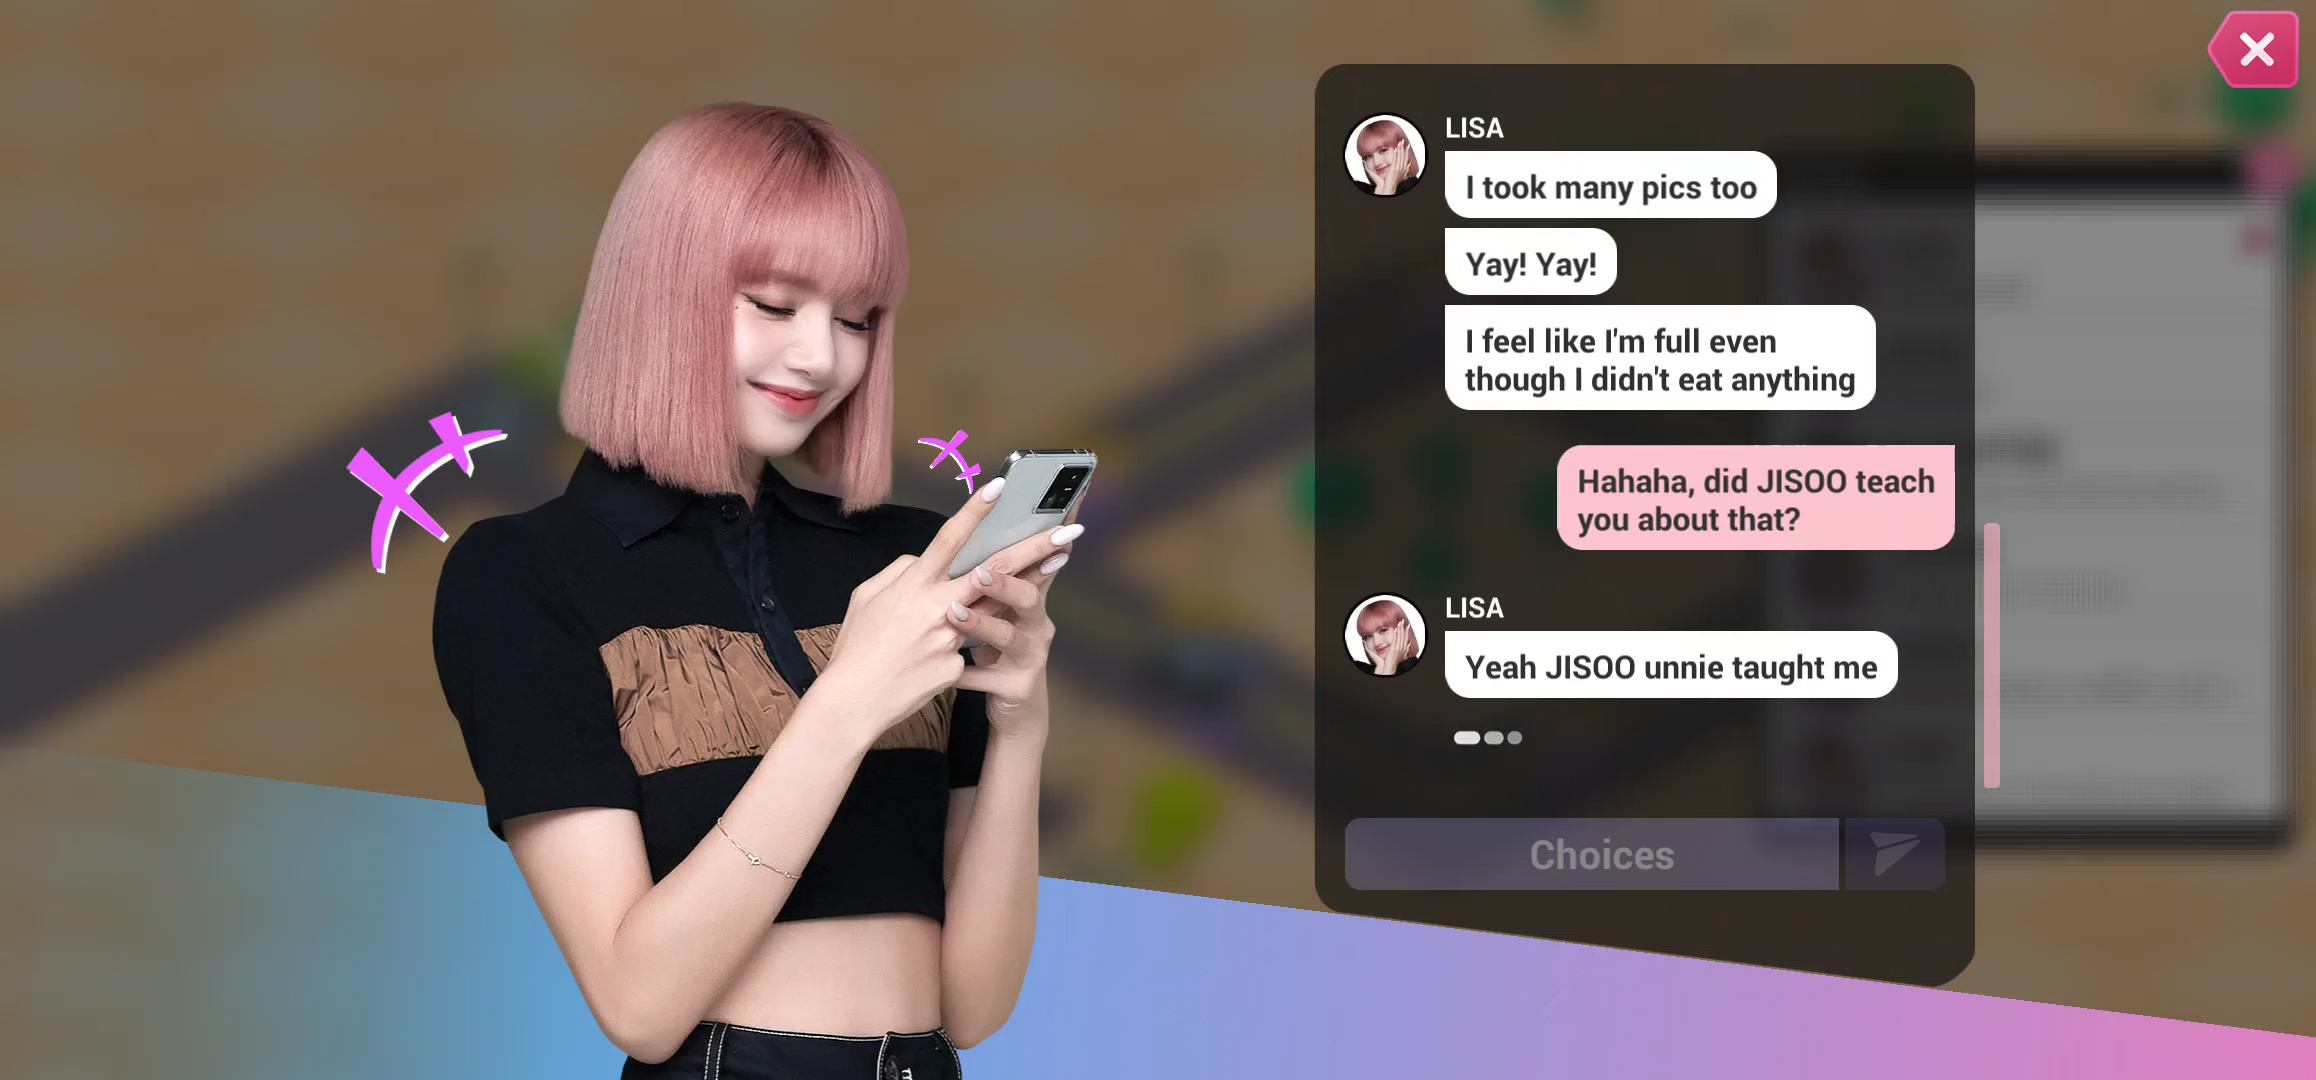 LISA
I took many pics too
Yay! Yay!
I feel like I'm full even
though I didn't eat anything
Hahaha, did JISOO teach
you about that?
LISA
Yeah JISOO unnie taught me
Choices